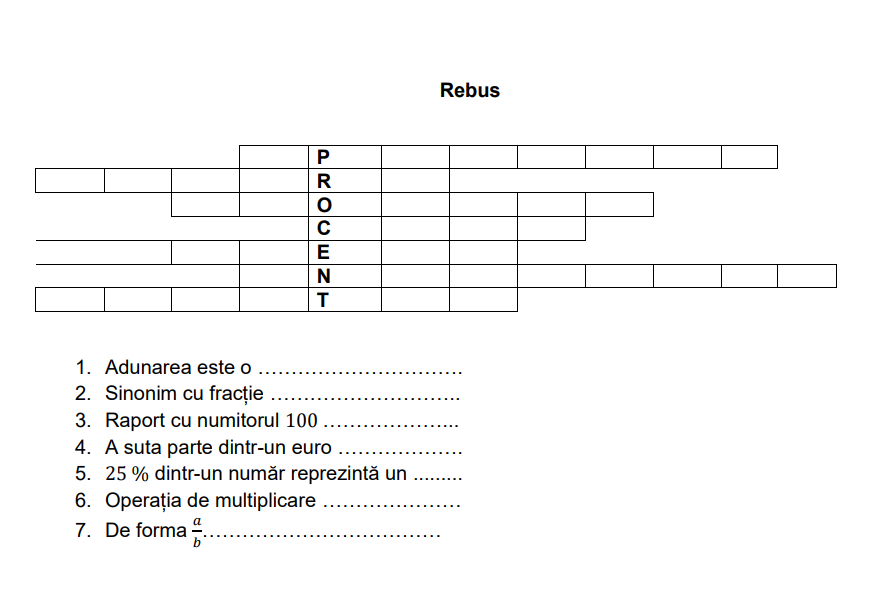 Rebus
P
R
O
C
E
N
T
1. Adunarea este o …………………………
2. Sinonim cu fracție ……………………….
3. Raport cu numitorul 100 …………………
4. A suta parte dintr-un euro ……………….
5. 25 % dintr-un număr reprezintă un .........
6. Operația de multiplicare …………………
7. De forma a/b………………………………